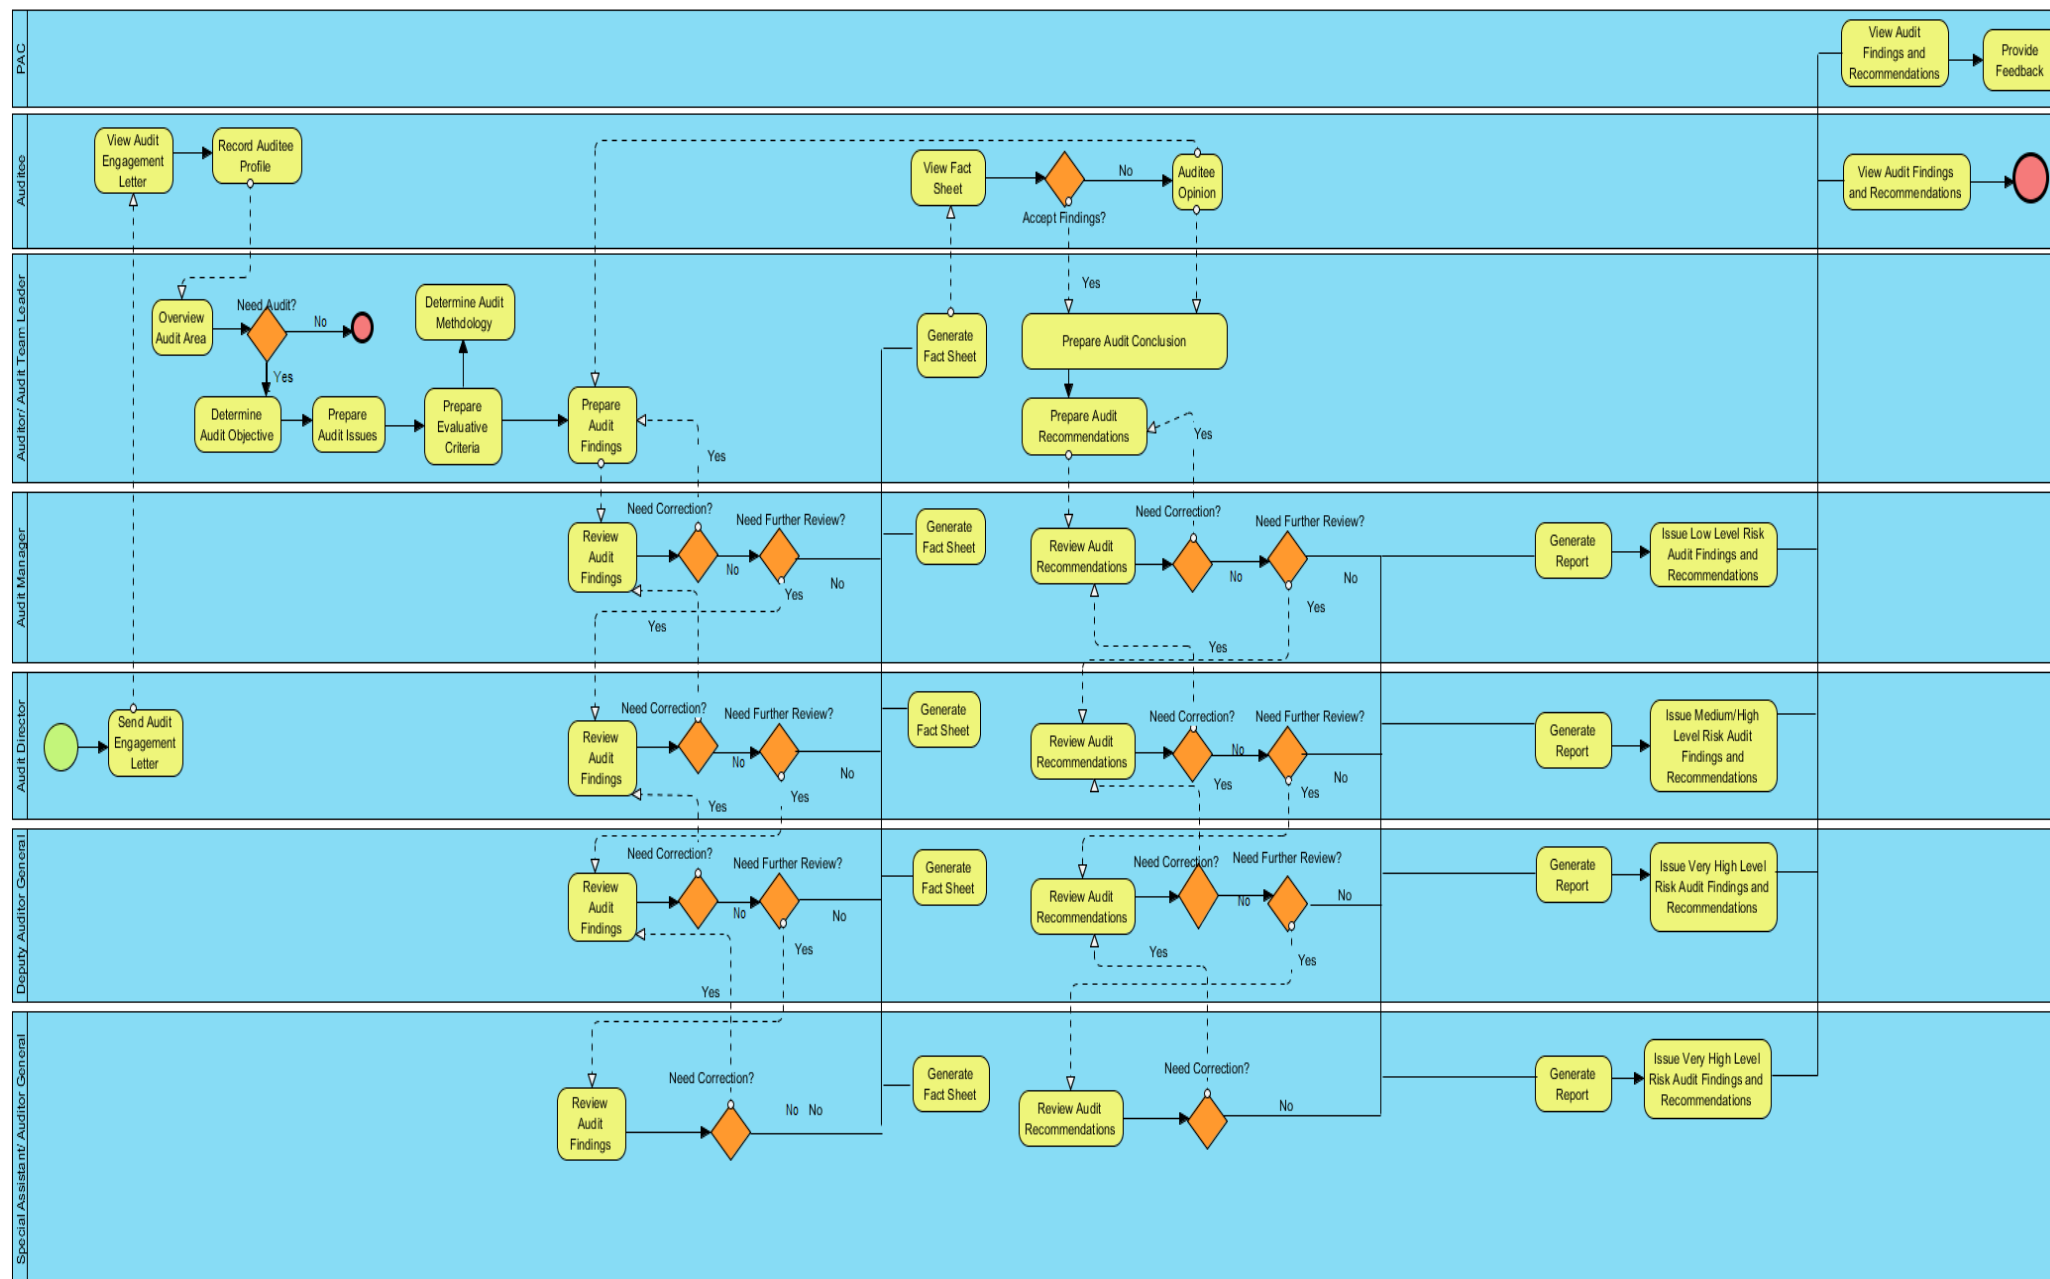 PAC
View Audit
Findings and
Recommendations
Provide
Feedback
Auditee
View Audit
Engagement
Letter
Record Auditee
Profile
View Fact
Sheet
Accept Findings?
No
Auditee
Opinion
View Audit Findings
and Recommendations
Auditor/ Audit Team Leader
Overview
Audit Area
Need Audit?
No
Yes
Determine
Audit Objective
Prepare
Audit Issues
Determine Audit
Methdology
Prepare
Evaluative
Criteria
Prepare
Audit
Findings
Yes
Generate
Fact Sheet
Yes
Prepare Audit Conclusion
Prepare Audit
Recommendations
Yes
Audit Manager
Review
Audit
Findings
Need Correction?
No
Need Further Review?
Yes
No
Yes
Generate
Fact Sheet
Review Audit
Recommendations
Need Correction?
No
Need Further Review?
No
Yes
Yes
Generate
Report
Issue Low Level Risk
Audit Findings and
Recommendations
Audit Director
Send Audit
Engagement
Letter
Review
Audit
Findings
Need Correction?
No
Need Further Review?
No
Yes
Yes
Generate
Fact Sheet
Review Audit
Recommendations
Need Correction?
No
Need Further Review?
No
Yes
Yes
Generate
Report
Issue Medium/High
Level Risk Audit
Findings and
Recommendations
Deputy Auditor General
Review
Audit
Findings
Need Correction?
No
Need Further Review?
No
Yes
Yes
Generate
Fact Sheet
Review Audit
Recommendations
Need Correction?
No
Need Further Review?
No
Yes
Yes
Generate
Report
Issue Very High Level
Risk Audit Findings and
Recommendations
Special Assistant/ Auditor General
Review
Audit
Findings
Need Correction?
No No
Generate
Fact Sheet
Review Audit
Recommendations
Need Correction?
No
Generate
Report
Issue Very High Level
Risk Audit Findings and
Recommendations